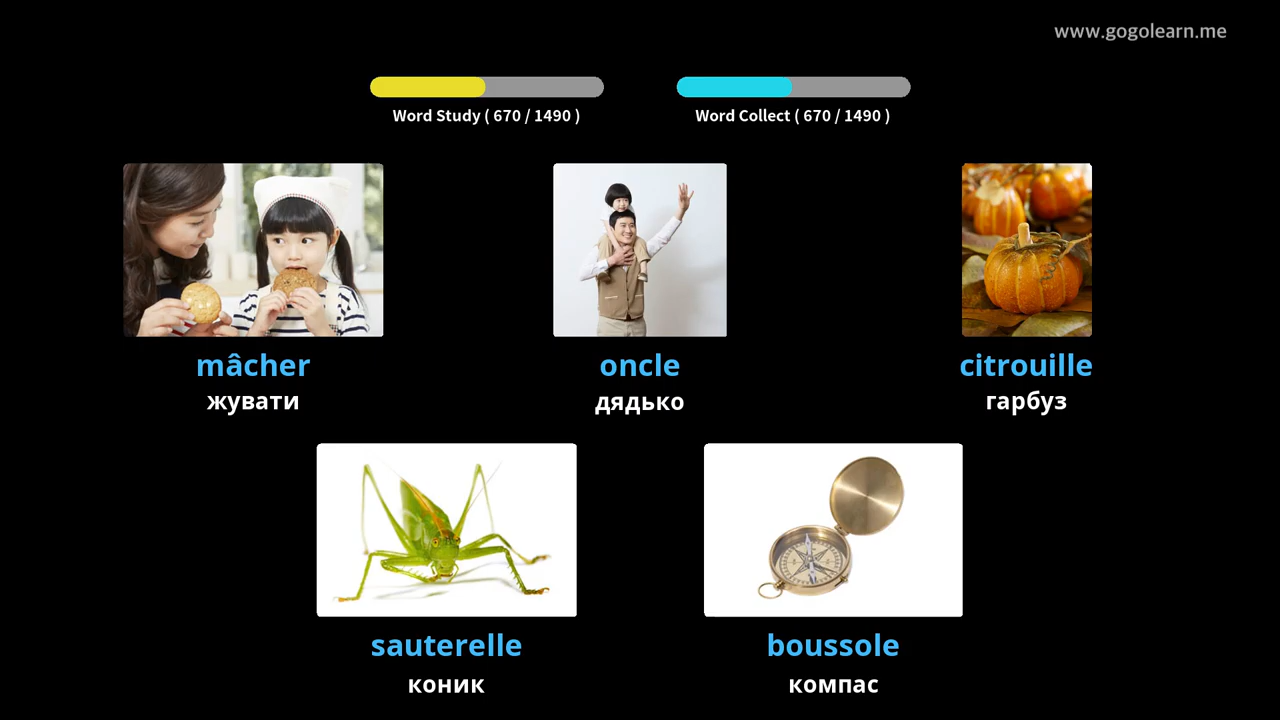 www.gogolearn.me
Word Study ( 670 / 1490 )
Word Collect ( 670 / 1490 )
mâcher
жувати
oncle
дядько
citrouille
гарбуз
sauterelle
коник
boussole
компас